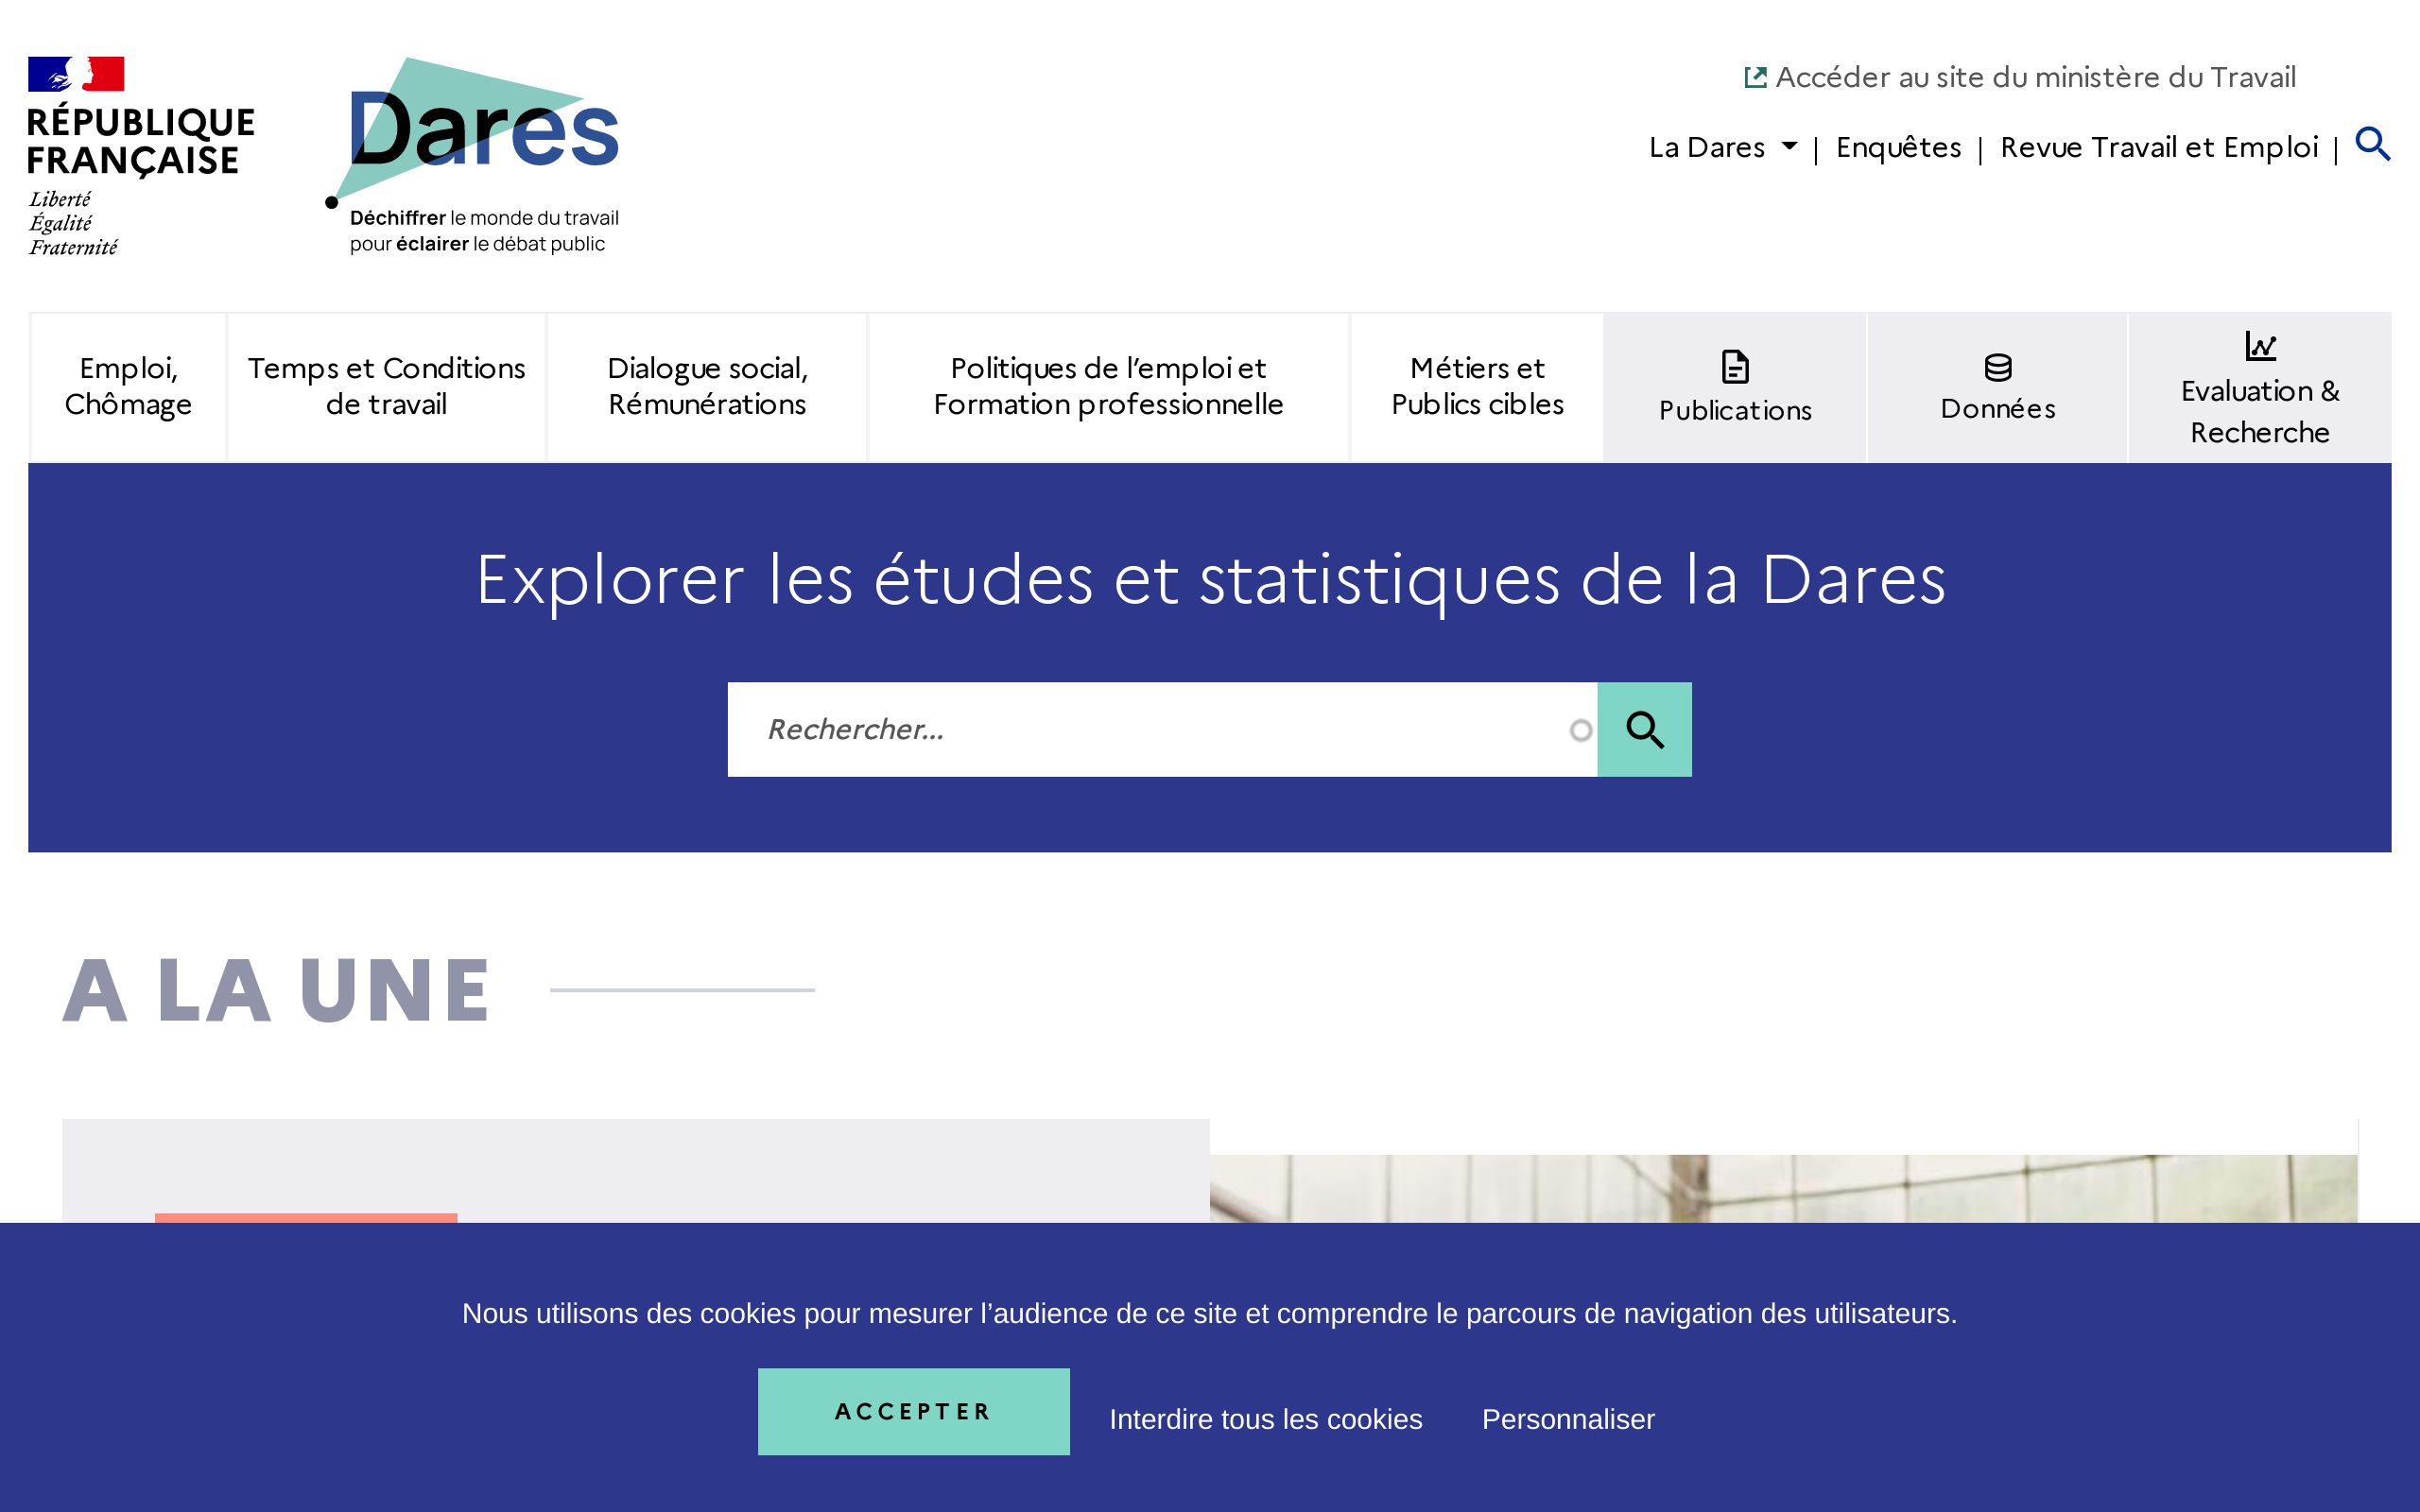 RÉPUBLIQUE
FRANÇAISE
Liberté
Égalité
Fraternité
Dares
Déchiffrer le monde du travail
pour éclairer le débat public
Accéder au site du ministère du Travail
La Dares | Enquêtes | Revue Travail et Emploi |
Emploi,
Chômage
Temps et Conditions
de travail
Dialogue social,
Rémunérations
Politiques de l’emploi et
Formation professionnelle
Métiers et
Publics cibles
Publications
Données
Evaluation &
Recherche
Explorer les études et statistiques de la Dares
Rechercher...
A LA UNE
Nous utilisons des cookies pour mesurer l’audience de ce site et comprendre le parcours de navigation des utilisateurs.
ACCEPTER
Interdire tous les cookies
Personnaliser